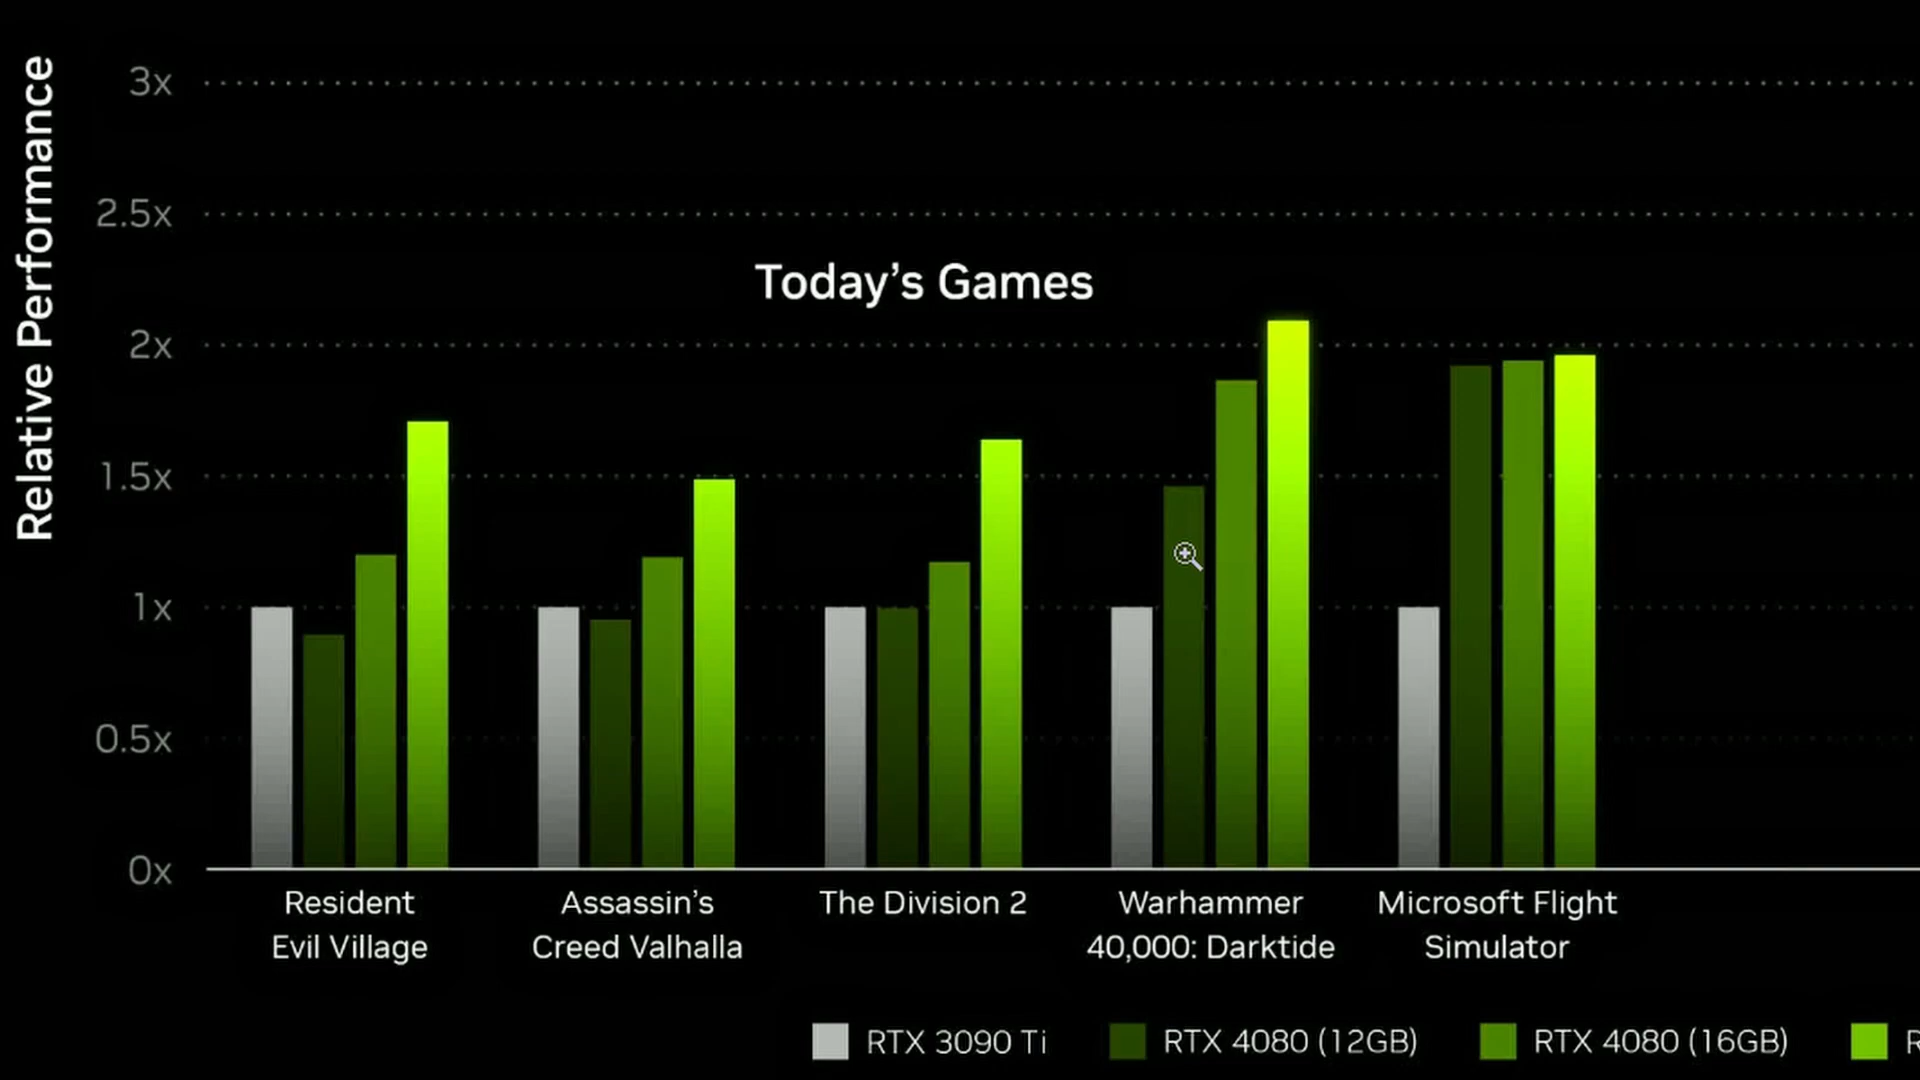 Relative Performance
3x
2.5x
Today's Games
2x
1.5x
1x
0.5x
0x
Resident
Evil Village
Assassin's
Creed Valhalla
The Division 2
Warhammer
40,000: Darktide
Microsoft Flight
Simulator
RTX 3090 Ti
RTX 4080 (12GB)
RTX 4080 (16GB)